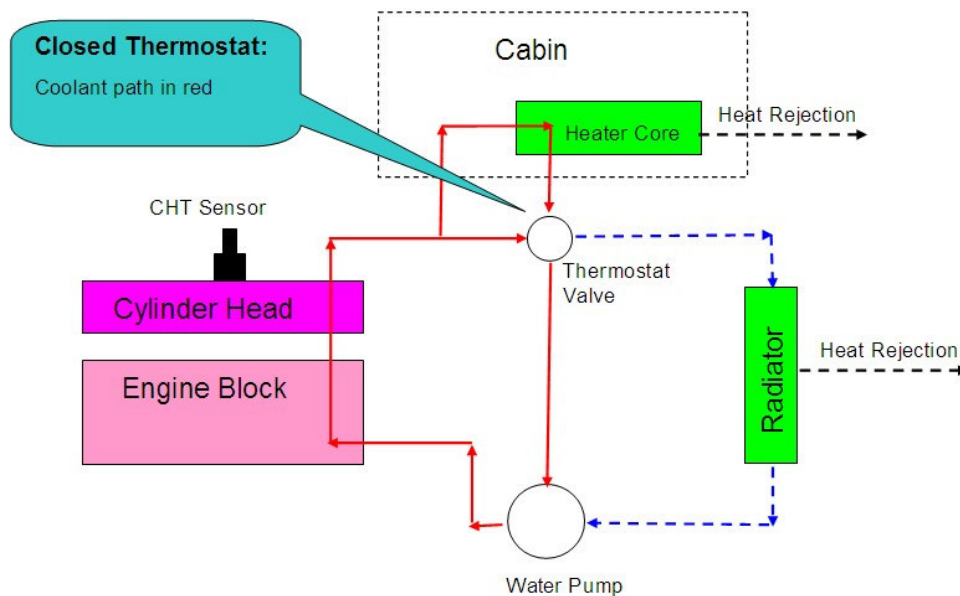 Closed Thermostat:
Coolant path in red
Cabin
Heater Core
Heat Rejection
CHT Sensor
Thermostat
Valve
Cylinder Head
Engine Block
Radiator
Heat Rejection
Water Pump